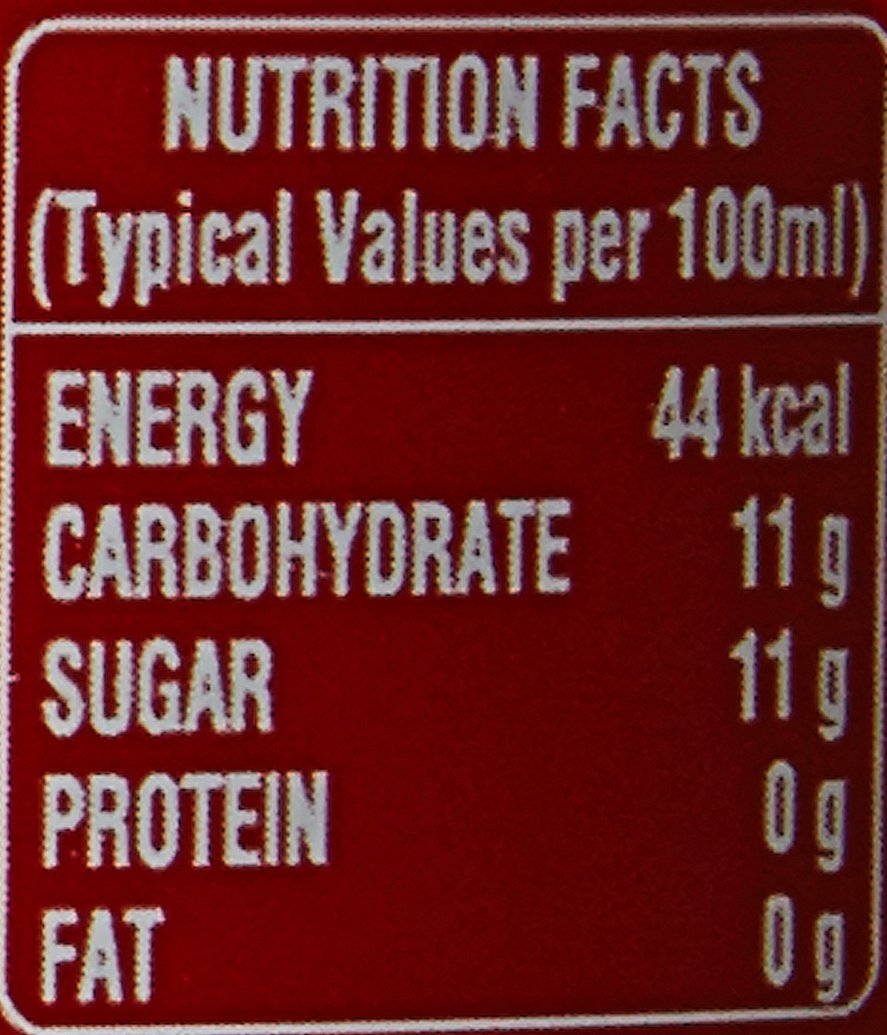 NUTRITION FACTS
(Typical Values per 100ml)
ENERGY 44 kcal
CARBOHYDRATE 11 g
SUGAR 11 g
PROTEIN 0 g
FAT 0 g